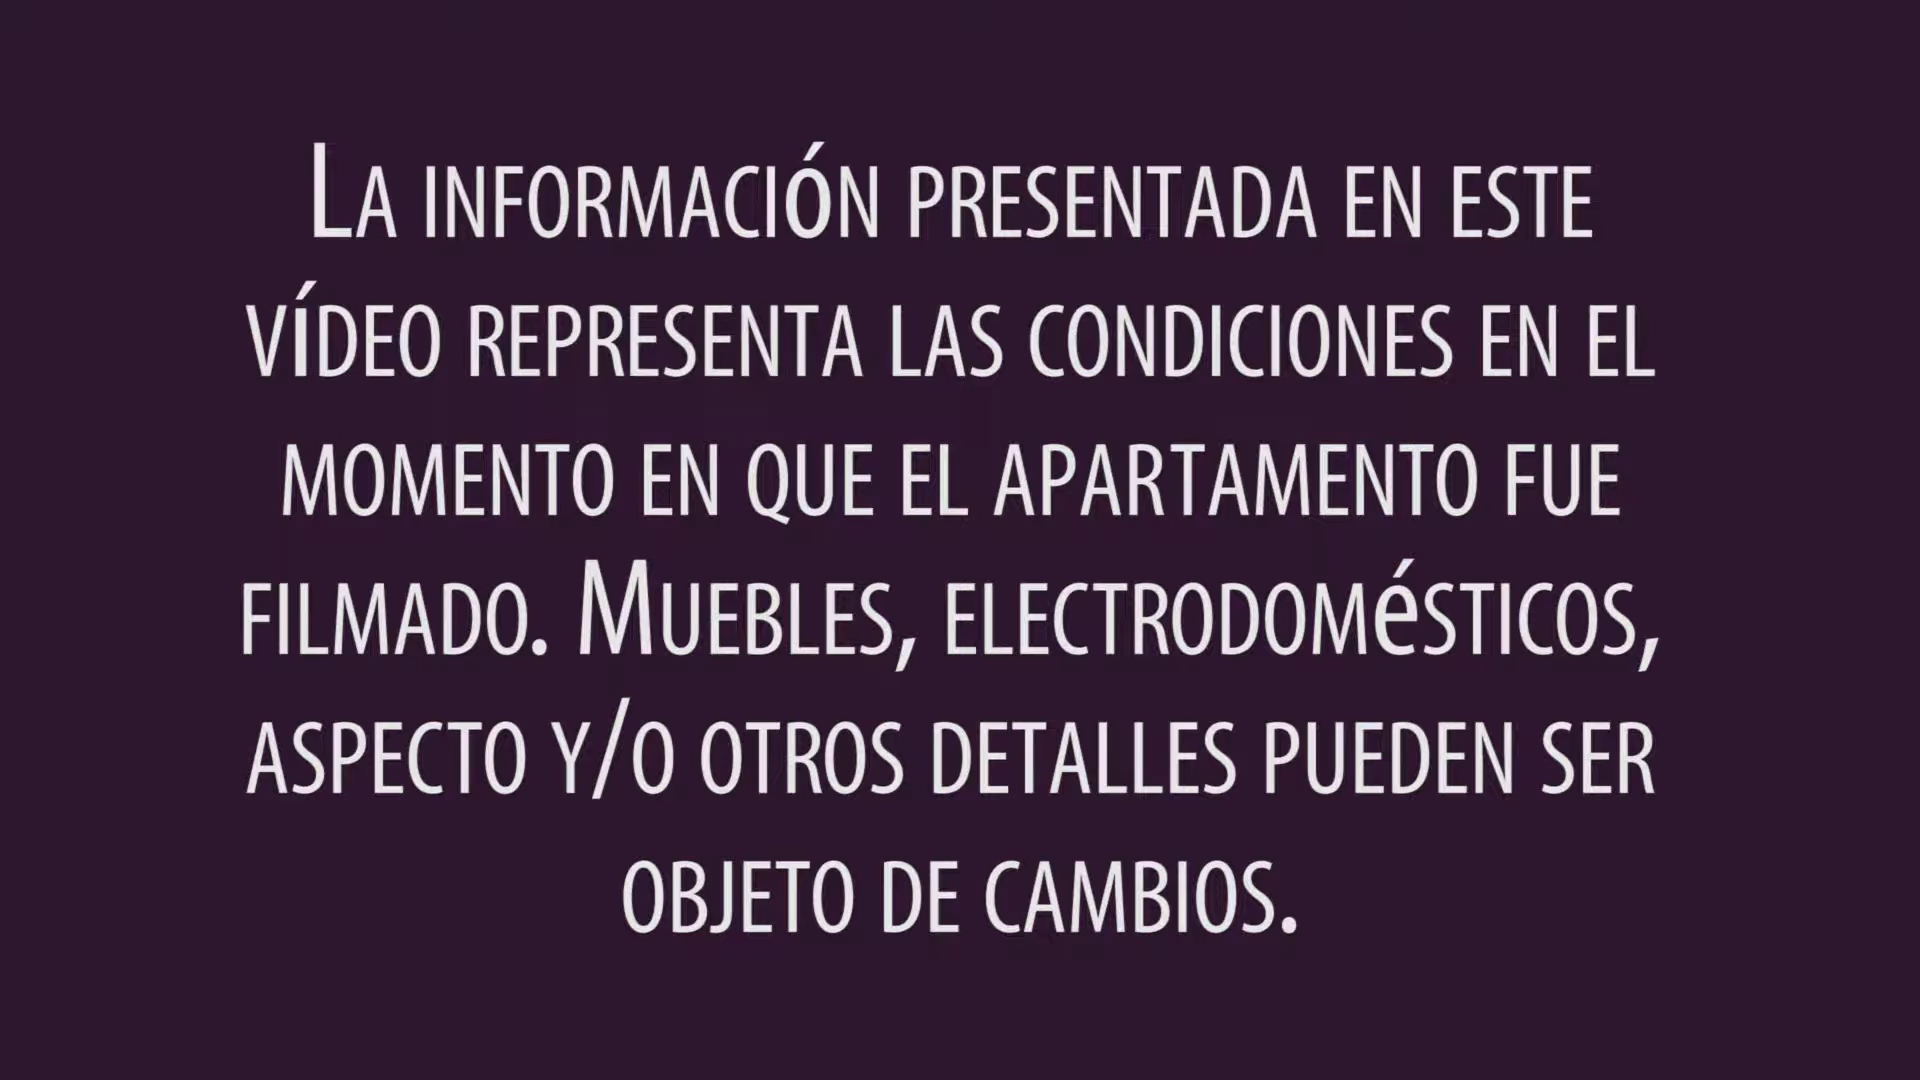 La información presentada en este
vídeo representa las condiciones en el
momento en que el apartamento fue
filmado. Muebles, electrodomésticos,
aspecto y/o otros detalles pueden ser
objeto de cambios.